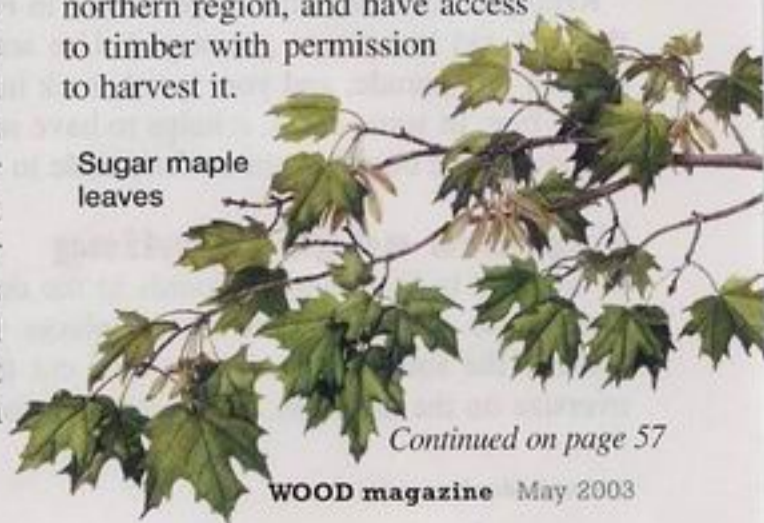 northern region, and have access
to timber with permission
to harvest it.
Sugar maple
leaves
Continued on page 57
WOOD magazine May 2003